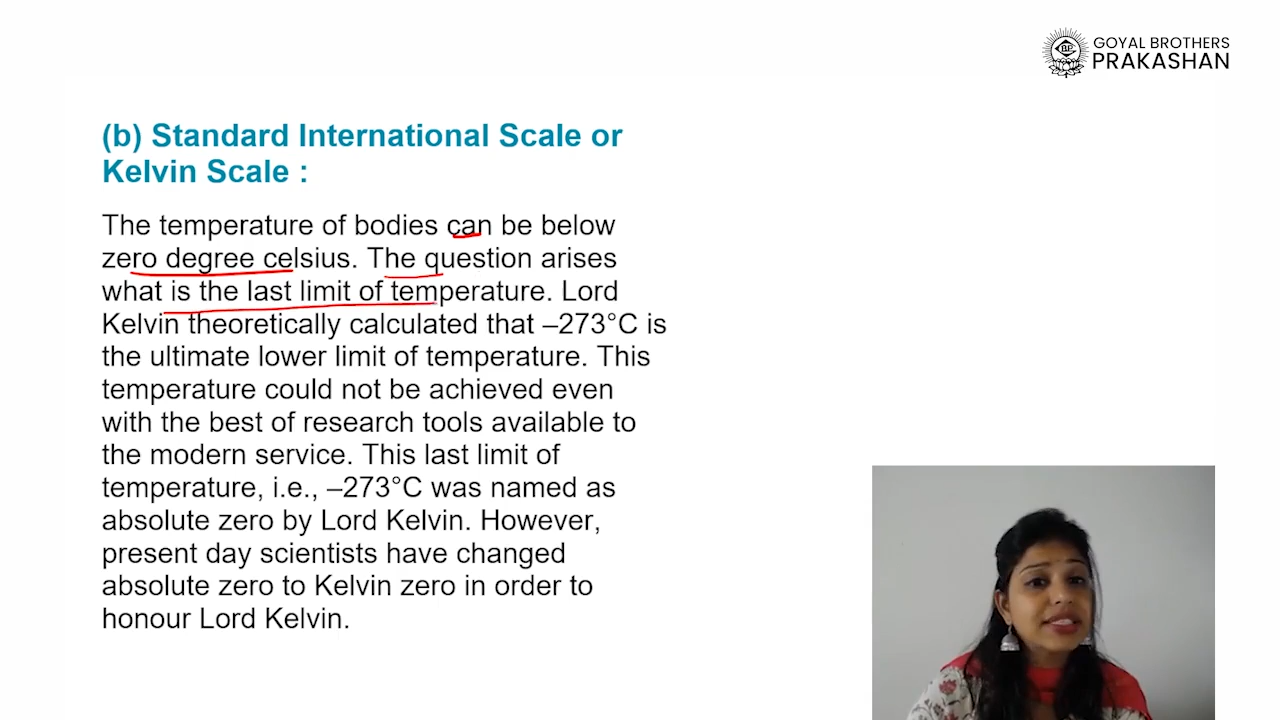 GOYAL BROTHERS
PRAKASHAN
(b) Standard International Scale or
Kelvin Scale :
The temperature of bodies can be below
zero degree celsius. The question arises
what is the last limit of temperature. Lord
Kelvin theoretically calculated that –273°C is
the ultimate lower limit of temperature. This
temperature could not be achieved even
with the best of research tools available to
the modern service. This last limit of
temperature, i.e., –273°C was named as
absolute zero by Lord Kelvin. However,
present day scientists have changed
absolute zero to Kelvin zero in order to
honour Lord Kelvin.